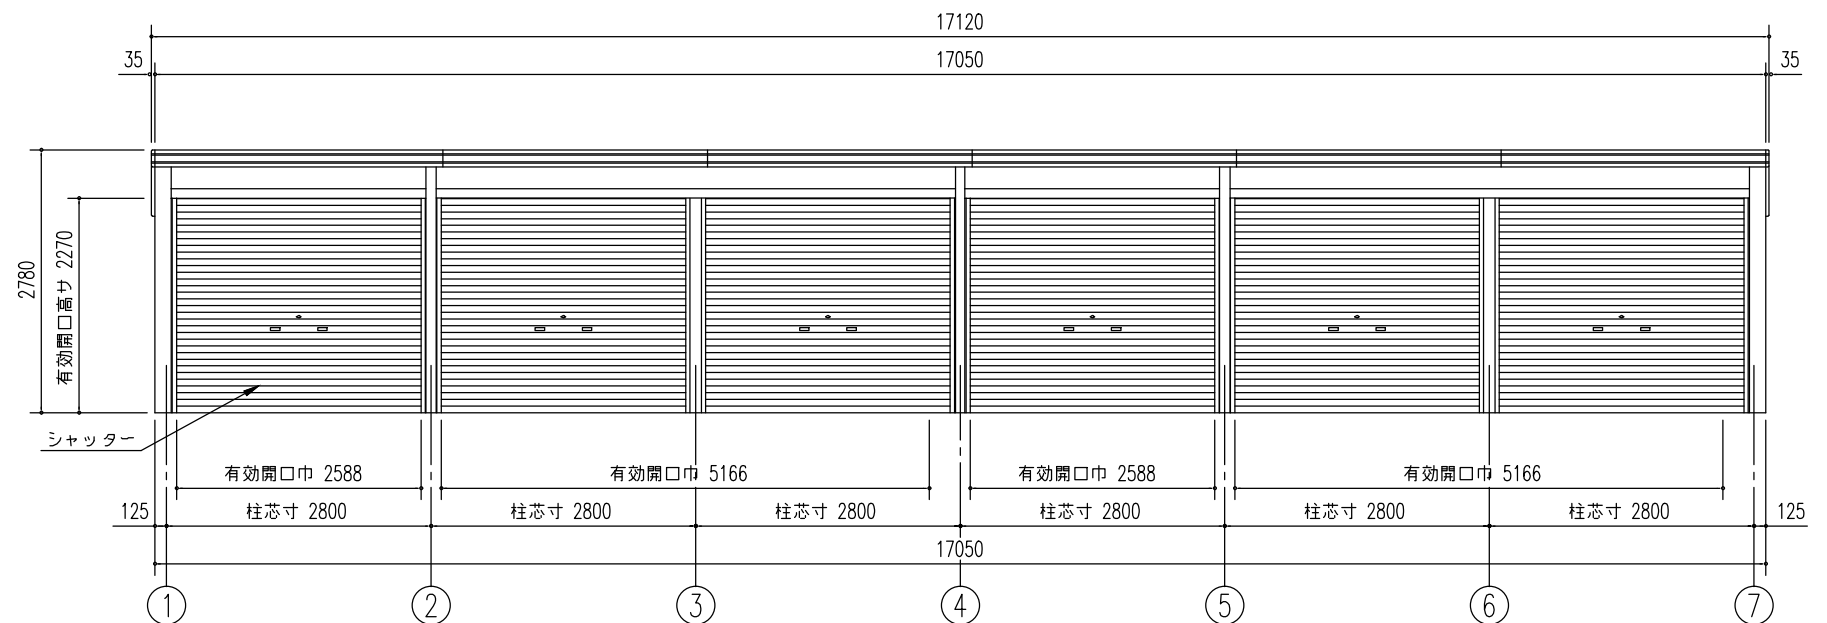 17120
35 17050 35
2780
有効開口高サ 2270
シャッター
有効開口巾 2588 有効開口巾 5166 有効開口巾 2588 有効開口巾 5166
125 柱芯寸 2800 柱芯寸 2800 柱芯寸 2800 柱芯寸 2800 柱芯寸 2800 柱芯寸 2800 125
17050
1 2 3 4 5 6 7